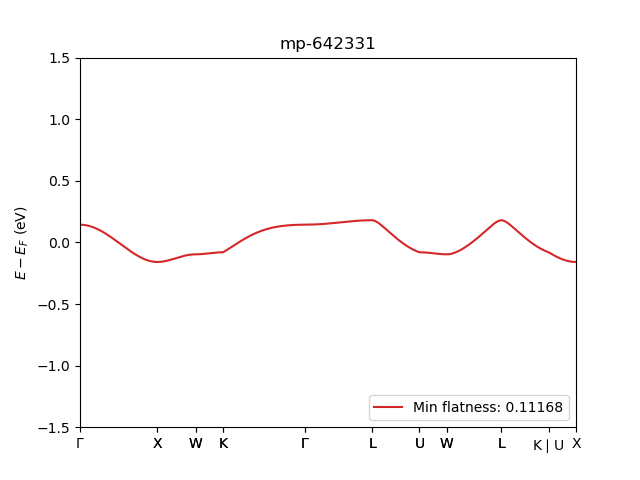 mp-642331
1.5
1.0
0.5
0.0
−0.5
−1.0
−1.5
E − E_F (eV)
Min flatness: 0.11168
Γ X W K Γ L U W L K | U X